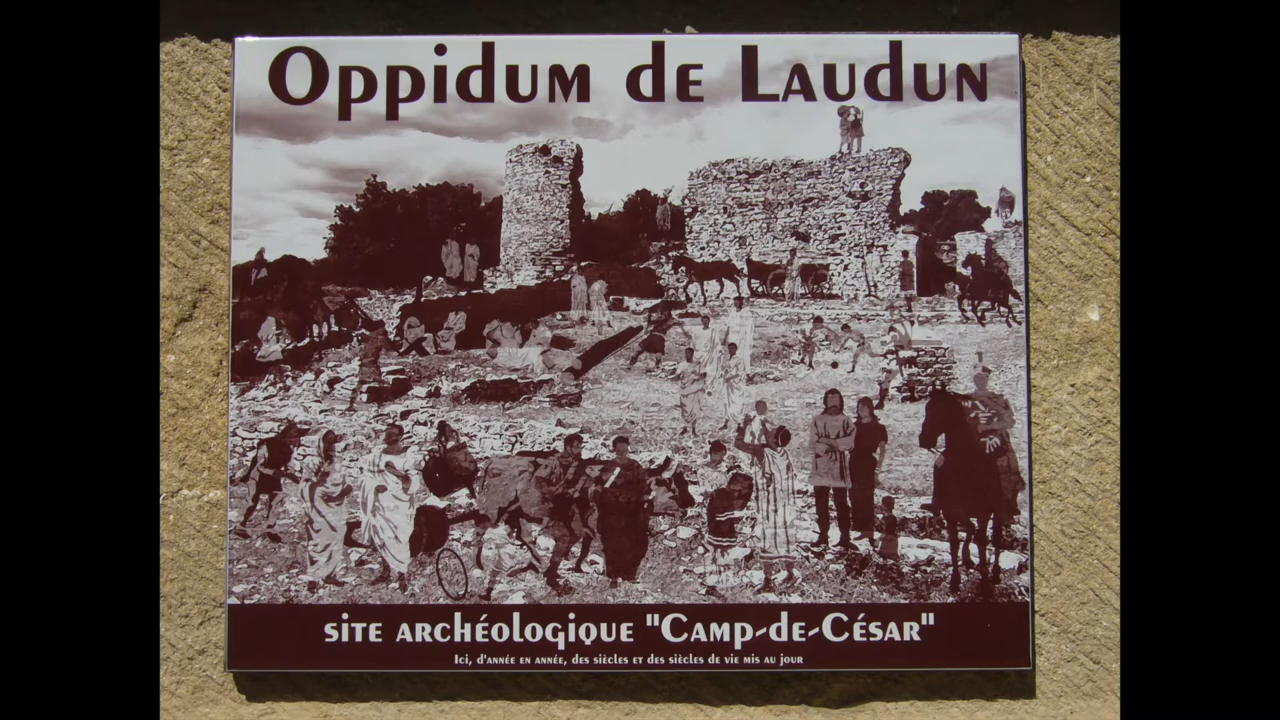 Oppidum de Laudun
site archéologique "Camp-de-César"
Ici, d'année en année, des siècles et des siècles de vie mis au jour